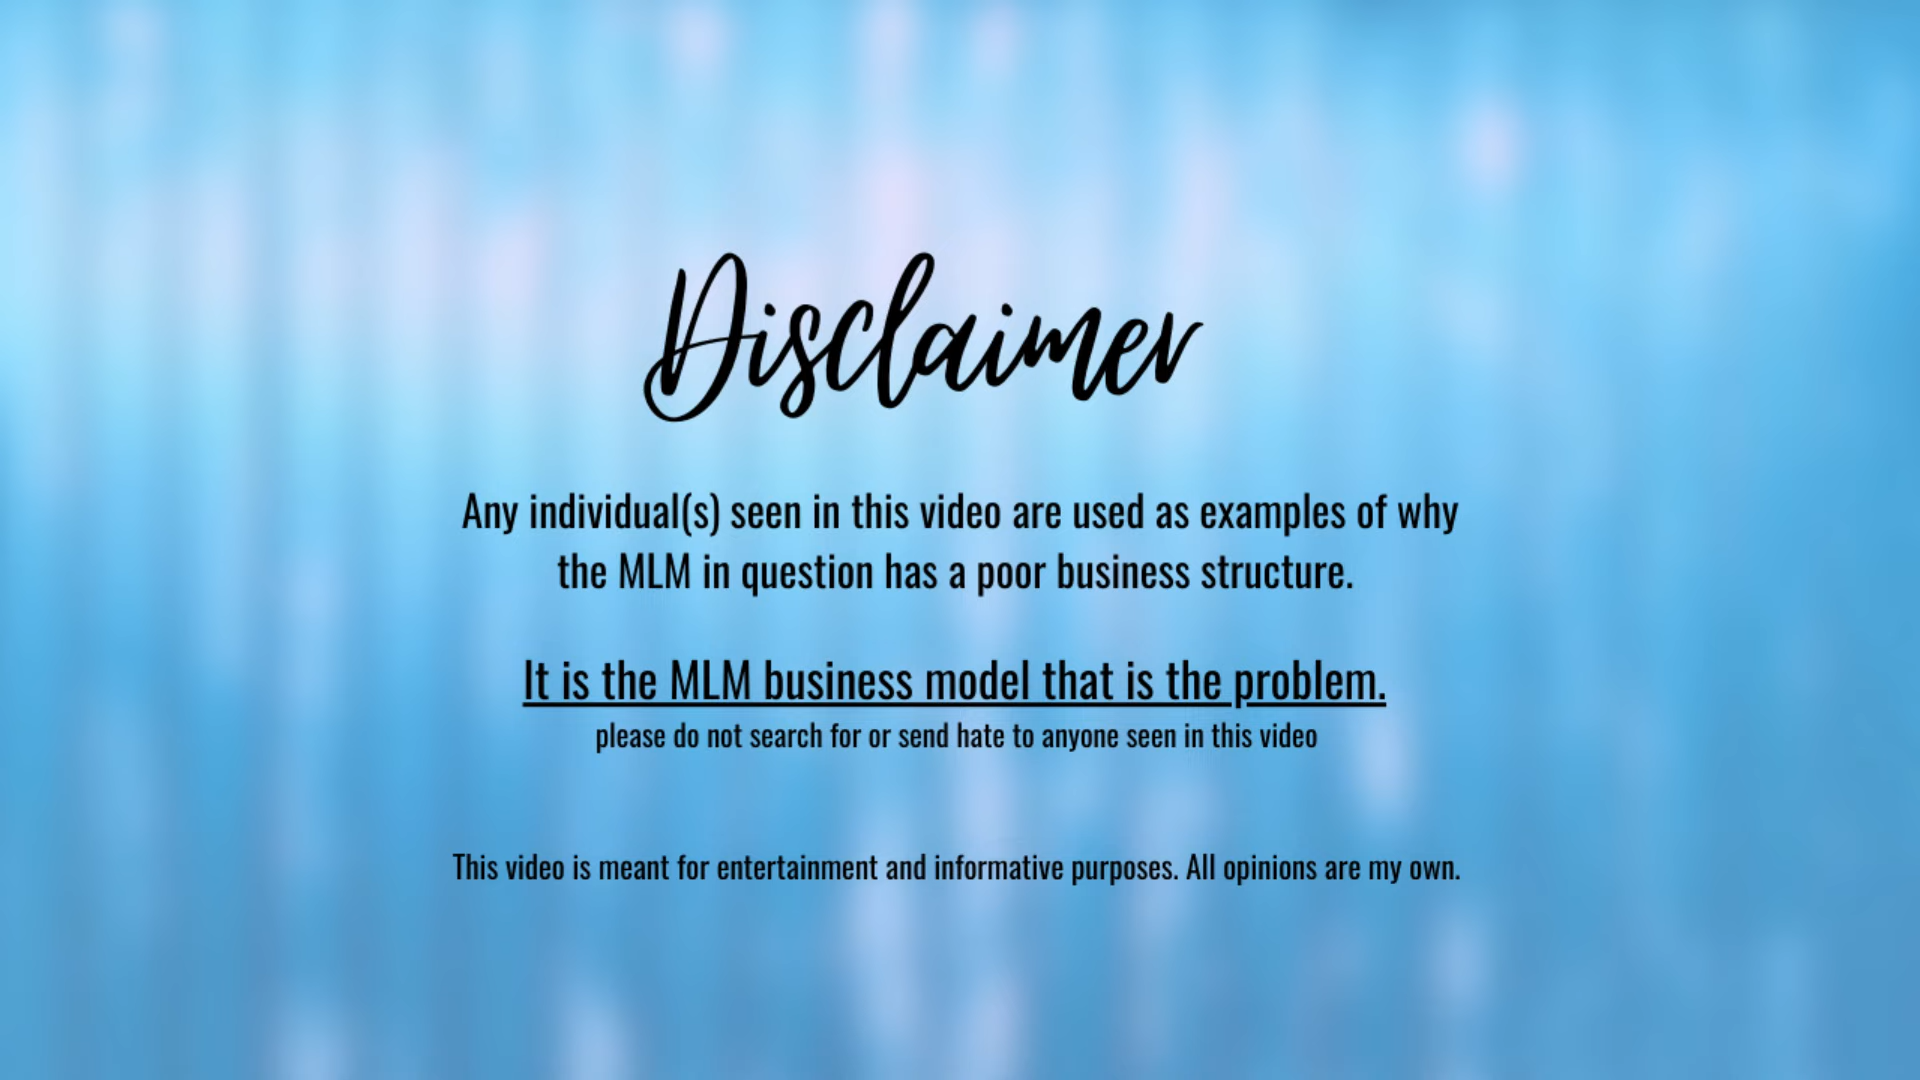 Disclaimer
Any individual(s) seen in this video are used as examples of why
the MLM in question has a poor business structure.
It is the MLM business model that is the problem.
please do not search for or send hate to anyone seen in this video
This video is meant for entertainment and informative purposes. All opinions are my own.